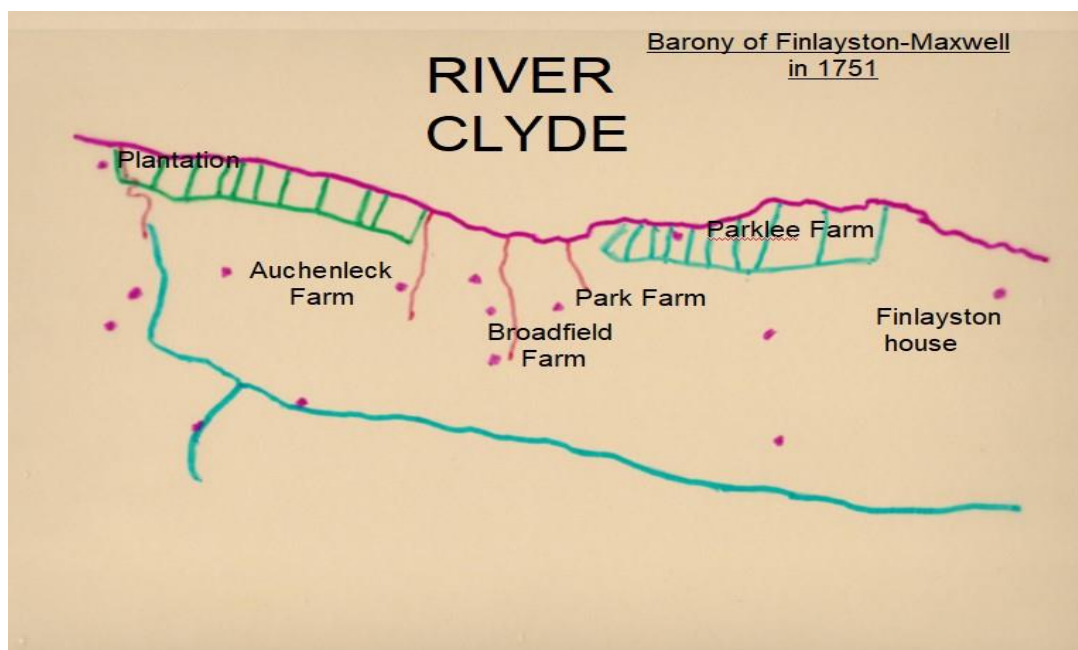 Barony of Finlayston-Maxwell
in 1751
RIVER
CLYDE
Plantation
Parklee Farm
Auchenleck
Farm
Park Farm
Broadfield
Farm
Finlayston
house